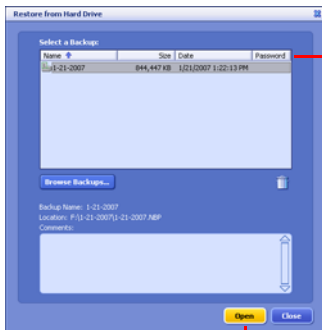 Restore from Hard Drive
Select a Backup:
Name Size Date Password
1-21-2007 844,447 KB 1/21/2007 1:22:13 PM
Browse Backups...
Backup Name: 1-21-2007
Location: F:\1-21-2007\1-21-2007.NBP
Comments:
Open Close